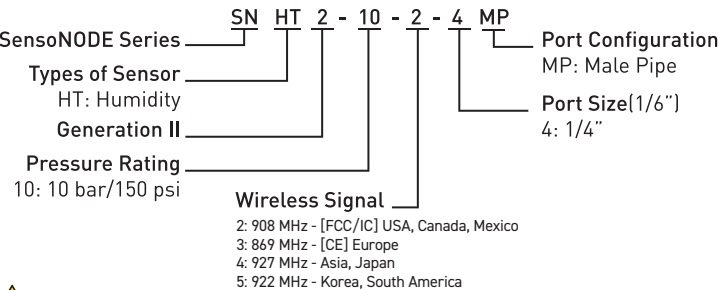 SN HT 2 - 10 - 2 - 4 MP
SensoNODE Series
Types of Sensor
HT: Humidity
Generation II
Pressure Rating
10: 10 bar/150 psi
Wireless Signal
2: 908 MHz - [FCC/IC] USA, Canada, Mexico
3: 869 MHz - [CE] Europe
4: 927 MHz - Asia, Japan
5: 922 MHz - Korea, South America
Port Configuration
MP: Male Pipe
Port Size(1/6”)
4: 1/4”